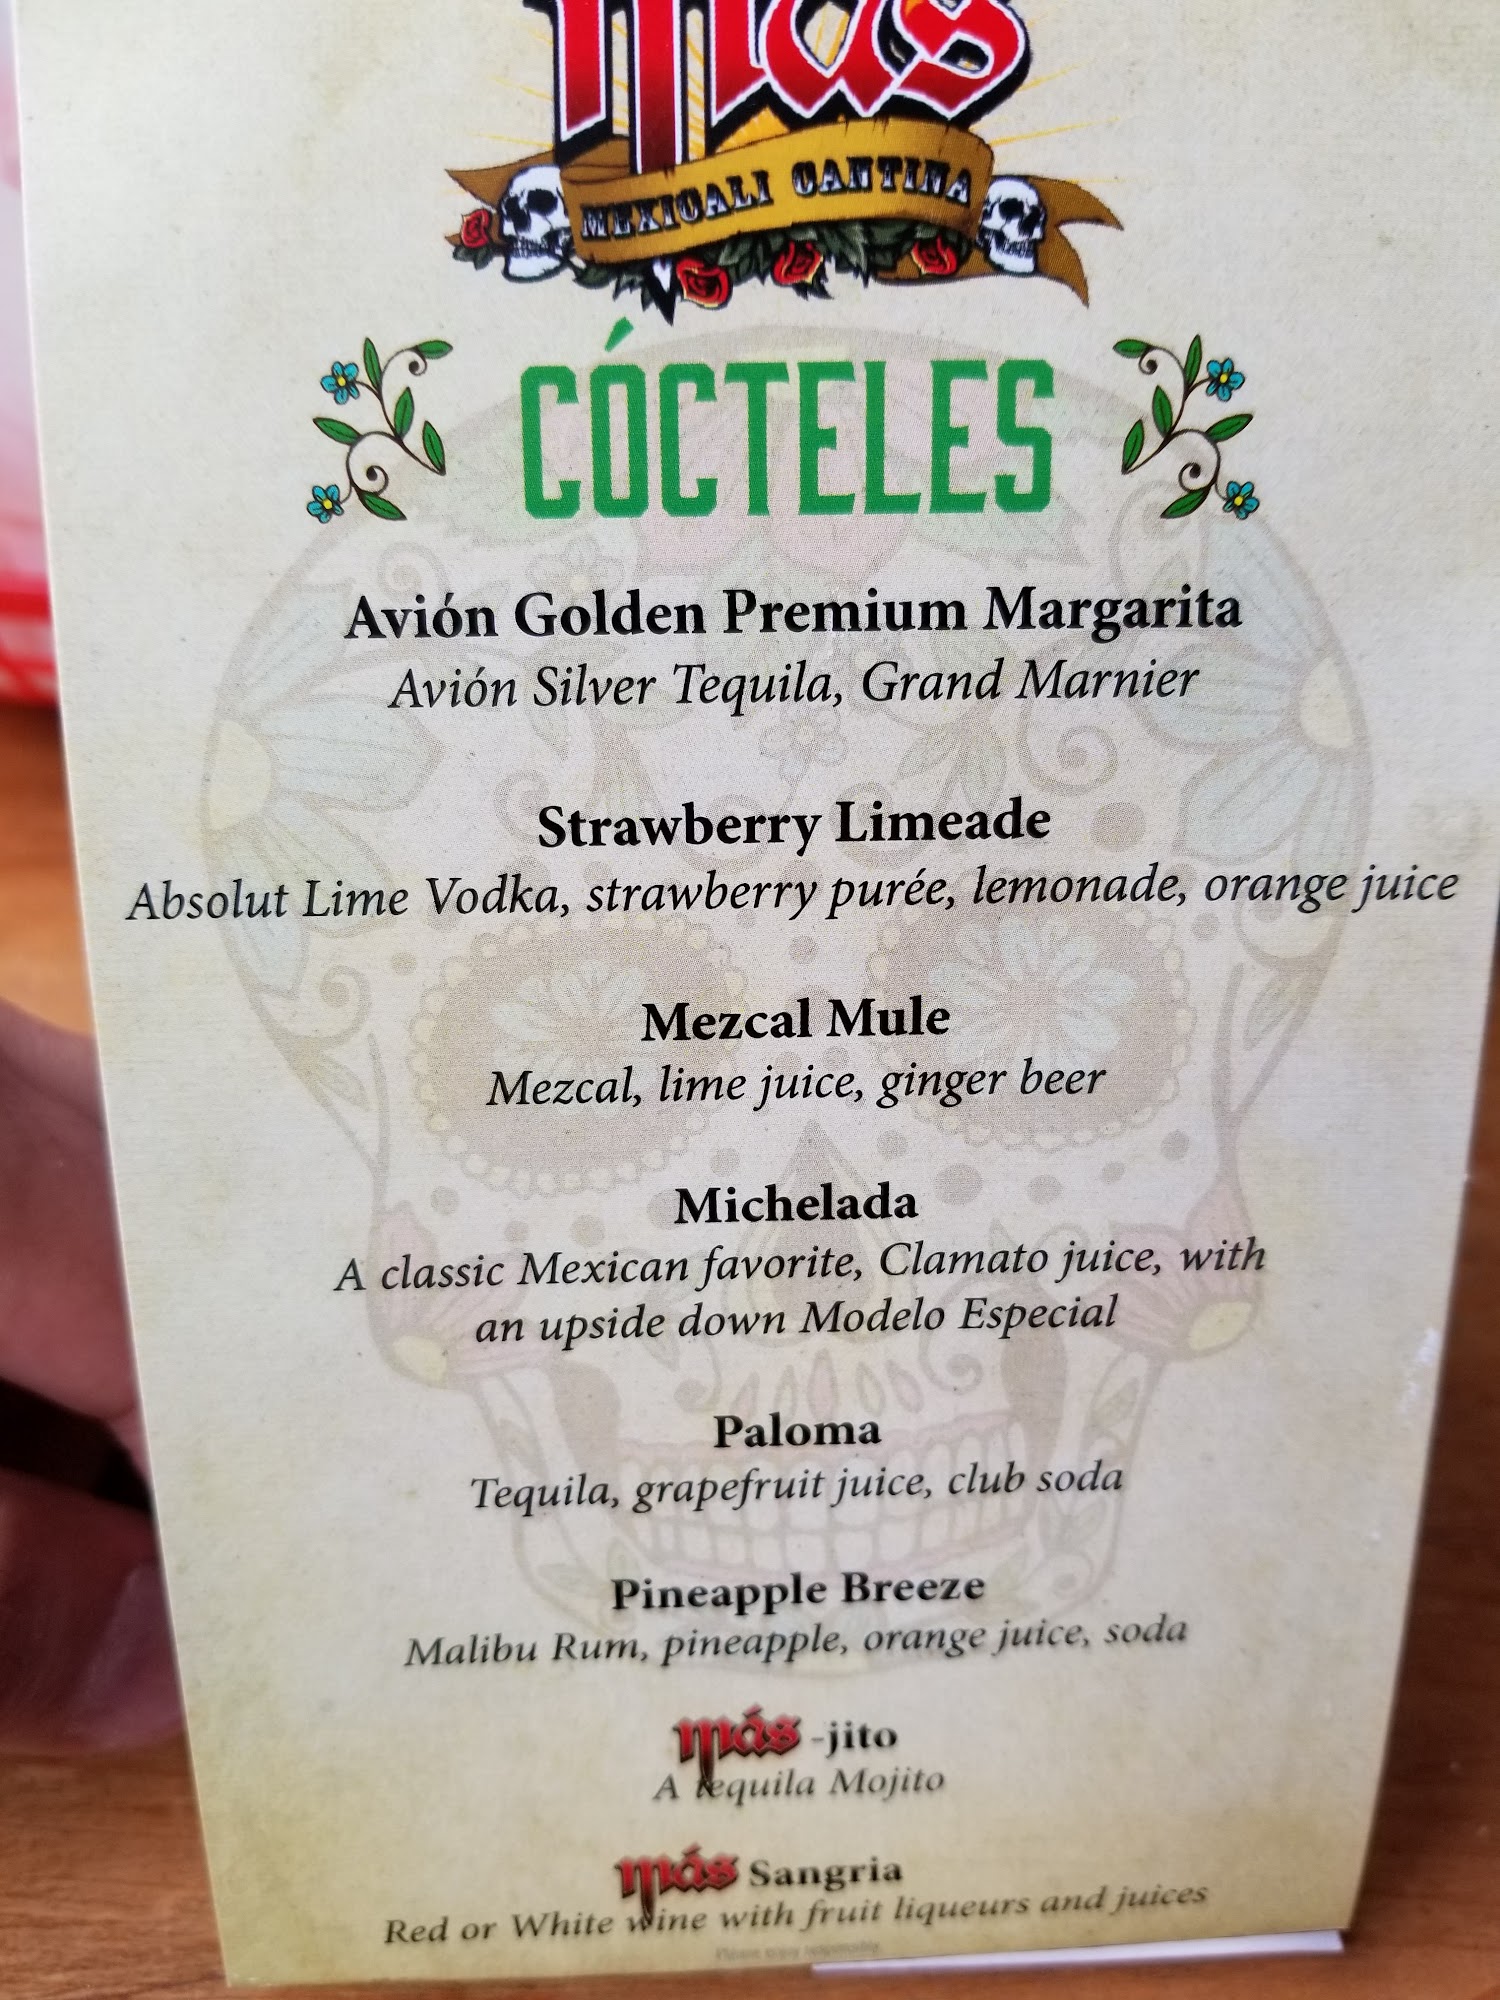 más
MEXICALI CANTINA
CÓCTELES
Avión Golden Premium Margarita
Avión Silver Tequila, Grand Marnier
Strawberry Limeade
Absolut Lime Vodka, strawberry purée, lemonade, orange juice
Mezcal Mule
Mezcal, lime juice, ginger beer
Michelada
A classic Mexican favorite, Clamato juice, with
an upside down Modelo Especial
Paloma
Tequila, grapefruit juice, club soda
Pineapple Breeze
Malibu Rum, pineapple, orange juice, soda
más -jito
A tequila Mojito
más Sangria
Red or White wine with fruit liqueurs and juices